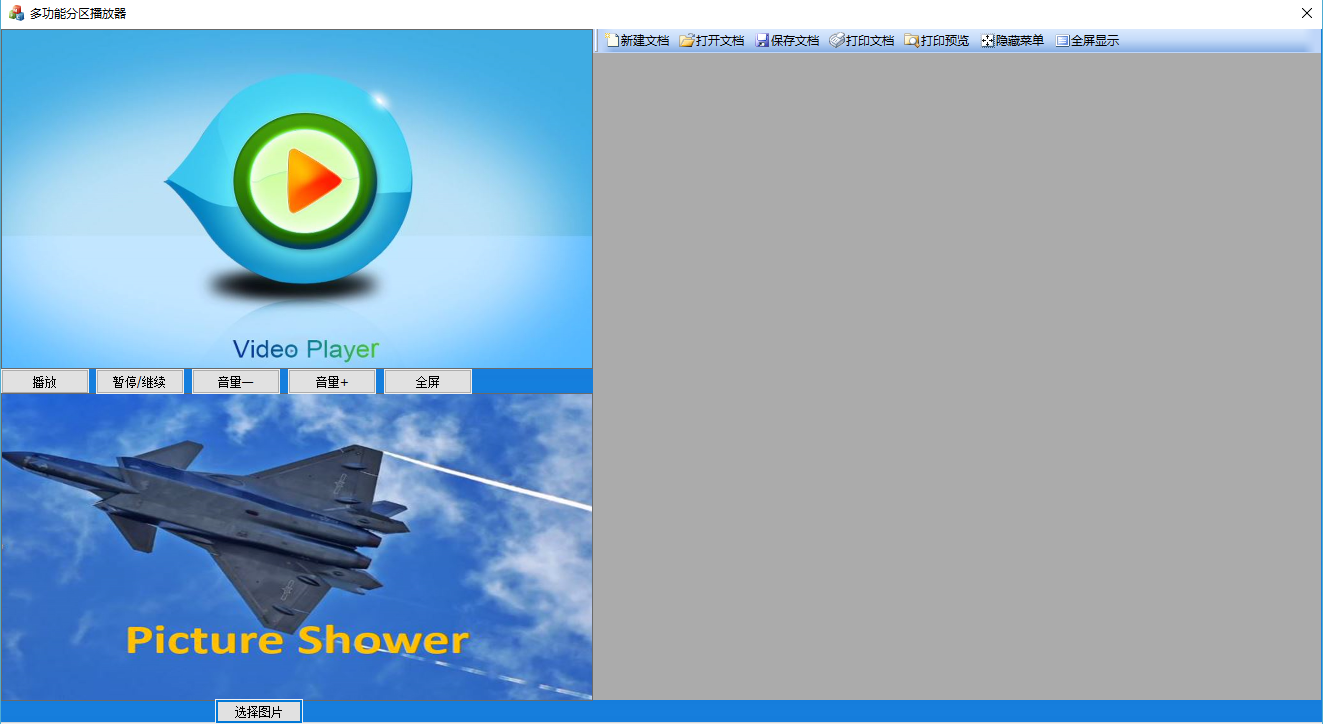 多功能分区播放器
新建文档 打开文档 保存文档 打印文档 打印预览 隐藏菜单 全屏显示
Video Player
播放 暂停/继续 音量一 音量+ 全屏
Picture Shower
选择图片